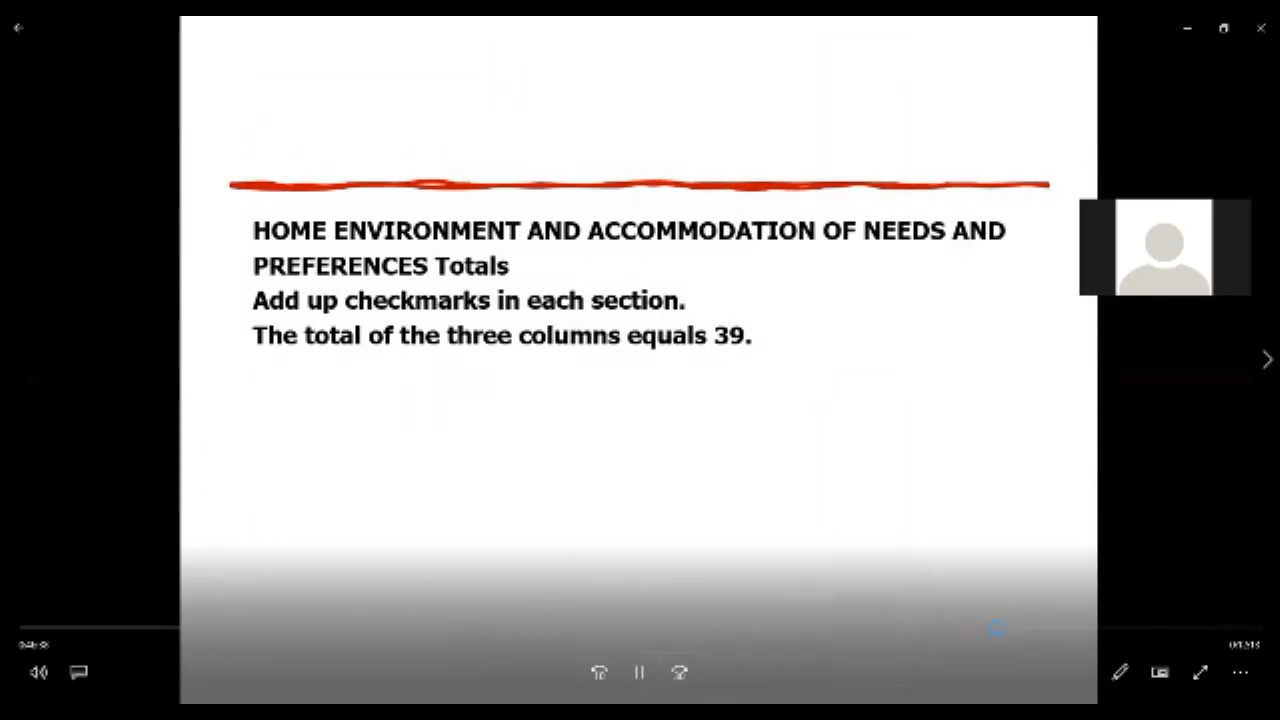 HOME ENVIRONMENT AND ACCOMMODATION OF NEEDS AND
PREFERENCES Totals
Add up checkmarks in each section.
The total of the three columns equals 39.